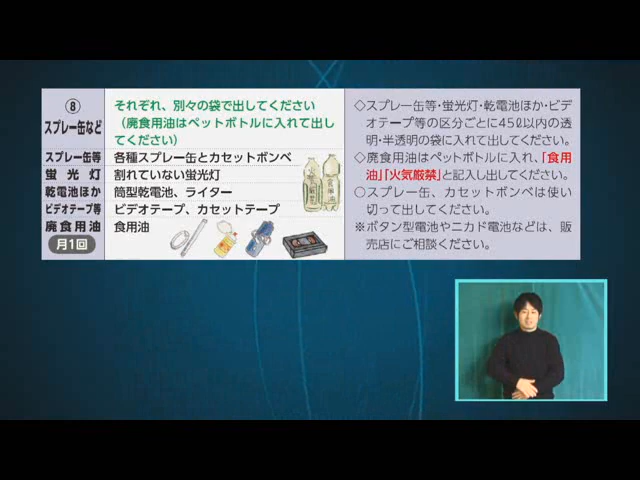 ⑧
スプレー缶など
それぞれ、別々の袋で出してください
（廃食用油はペットボトルに入れて出し
てください）
スプレー缶等
各種スプレー缶とカセットボンベ
蛍光灯
割れていない蛍光灯
乾電池ほか
筒型乾電池、ライター
ビデオテープ等
ビデオテープ、カセットテープ
廃食用油
食用油
月1回
◇スプレー缶等・蛍光灯・乾電池ほか・ビデ
オテープ等の区分ごとに45ℓ以内の透
明・半透明の袋に入れて出してください。
◇廃食用油はペットボトルに入れ、「食用
油」「火気厳禁」と記入し出してください。
○スプレー缶、カセットボンベは使い
切って出してください。
※ボタン型電池やニカド電池などは、販
売店にご相談ください。